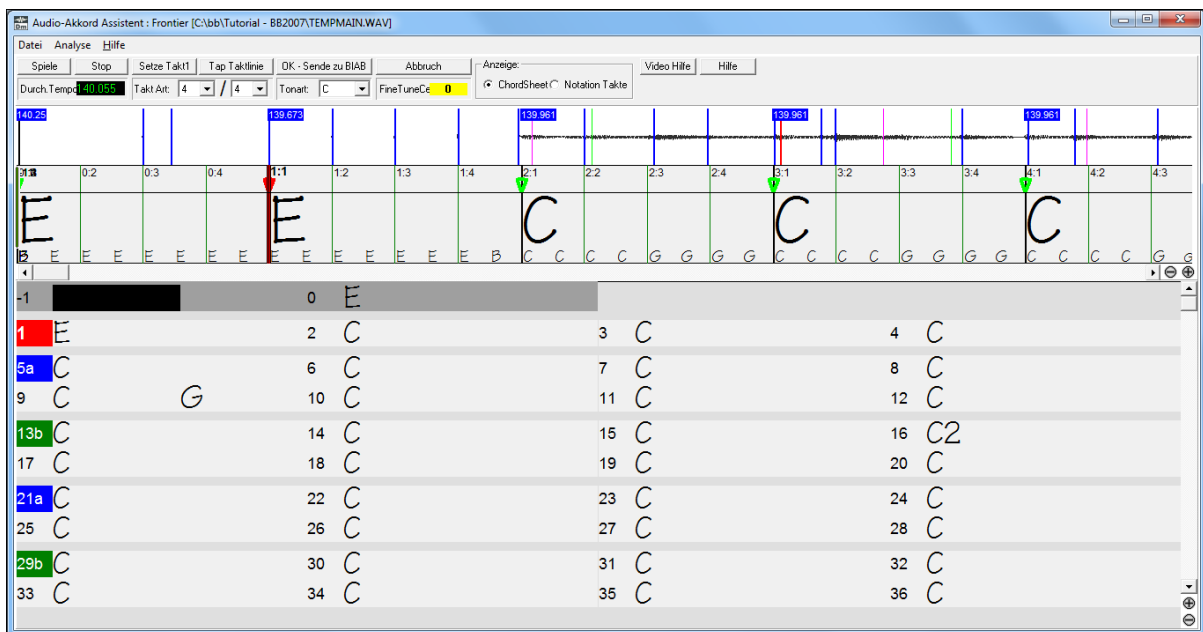 Audio-Akkord Assistent : Frontier [C:\bb\Tutorial - BB2007\TEMPMAIN.WAV]
Datei Analyse Hilfe
Spiele Stop Setze Takt1 Tap Taktlinie OK - Sende zu BIAB Abbruch Anzeige: Video Hilfe Hilfe
Durch.Tempo 140.055 Takt Art: 4 / 4 Tonart: C FineTuneCe 0 ChordSheet Notation Takte
140.25 139.673 139.961 139.961 139.961
0:2 0:3 0:4 1:1 1:2 1:3 1:4 2:1 2:2 2:3 2:4 3:1 3:2 3:3 3:4 4:1 4:2 4:3
E E C C C
B E E E E E E E E E E E E E E B C C C C G G G G C C C C G G G G C C C C G G
-1 0 E
1 E 2 C 3 C 4 C
5a C 6 C 7 C 8 C
9 C G 10 C 11 C 12 C
13b C 14 C 15 C 16 C2
17 C 18 C 19 C 20 C
21a C 22 C 23 C 24 C
25 C 26 C 27 C 28 C
29b C 30 C 31 C 32 C
33 C 34 C 35 C 36 C